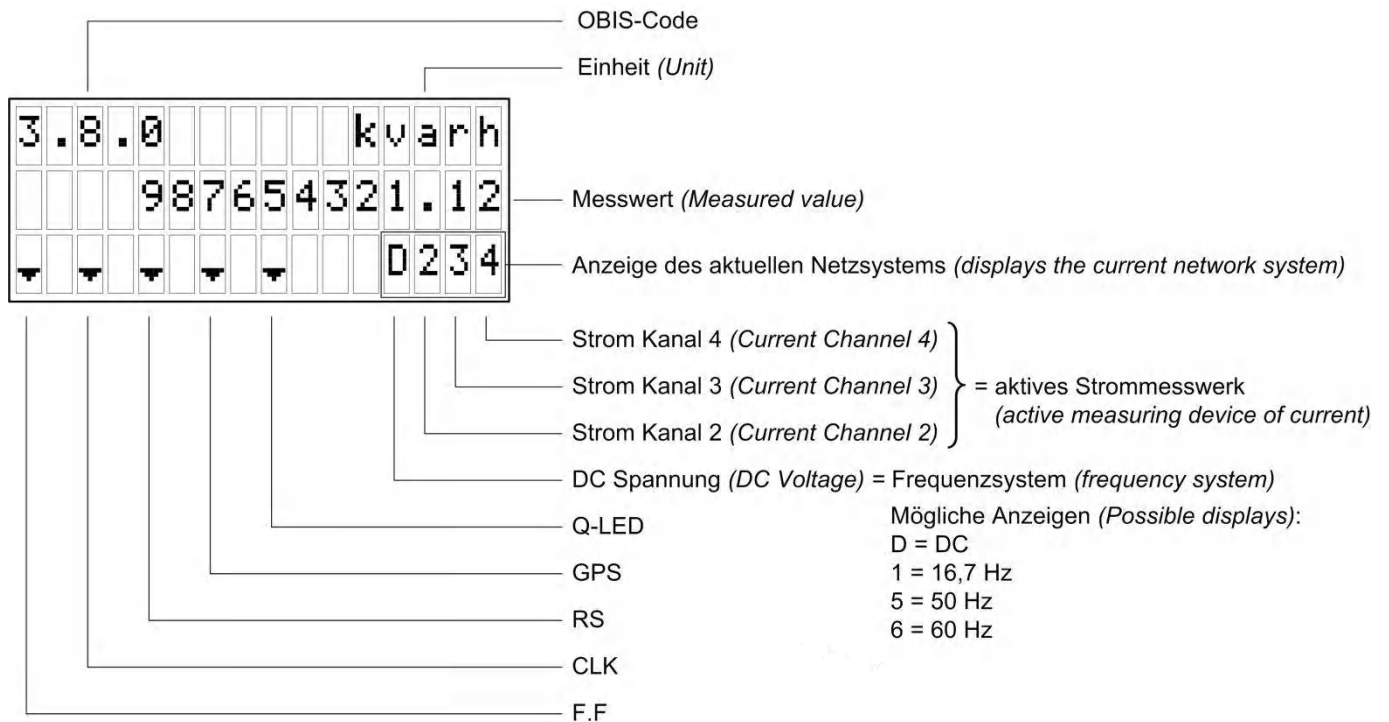 OBIS-Code
Einheit (Unit)
3.8.0 kvarh
987654321.12
Messwert (Measured value)
D234
Anzeige des aktuellen Netzsystems (displays the current network system)
Strom Kanal 4 (Current Channel 4)
Strom Kanal 3 (Current Channel 3)
= aktives Strommesswerk
(active measuring device of current)
Strom Kanal 2 (Current Channel 2)
DC Spannung (DC Voltage) = Frequenzsystem (frequency system)
Mögliche Anzeigen (Possible displays):
D = DC
1 = 16,7 Hz
5 = 50 Hz
6 = 60 Hz
Q-LED
GPS
RS
CLK
F.F